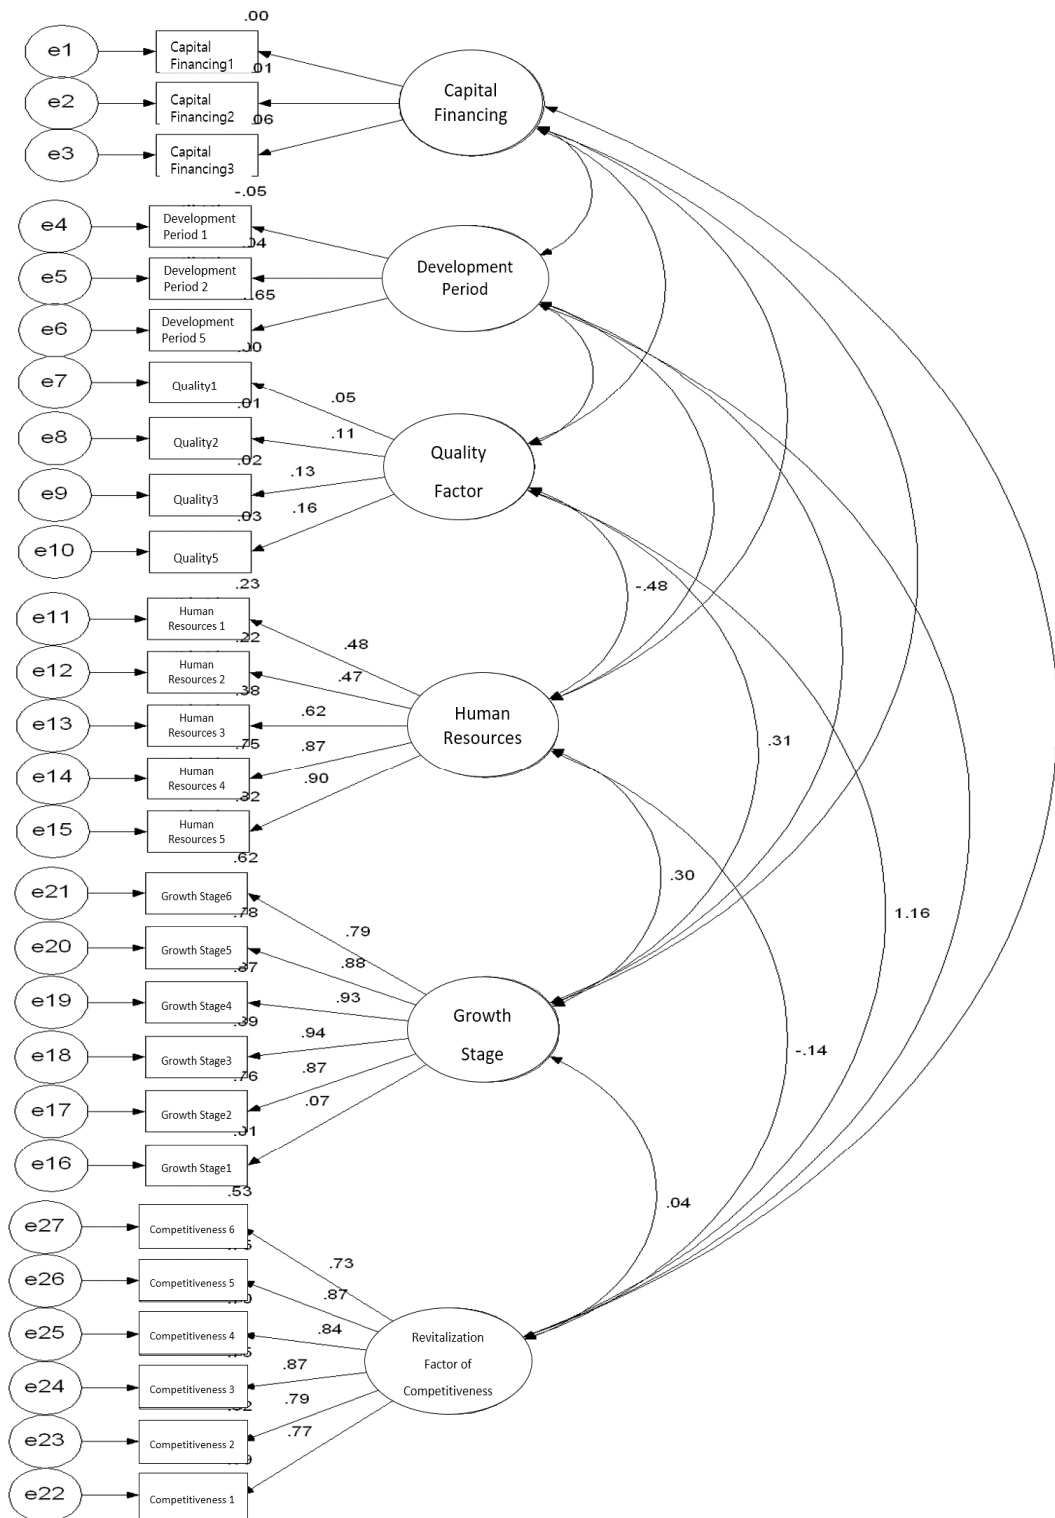 .00
e1
Capital
Financing1
.01
e2
Capital
Financing2
.06
e3
Capital
Financing3
Capital
Financing
-.05
e4
Development
Period 1
.04
e5
Development
Period 2
.65
e6
Development
Period 5
.00
Development
Period
e7
Quality1
.05
.01
e8
Quality2
.11
.02
e9
Quality3
.13
.03
e10
Quality5
.16
Quality
Factor
.23
-.48
e11
Human
Resources 1
.48
.22
e12
Human
Resources 2
.47
.38
e13
Human
Resources 3
.62
.75
e14
Human
Resources 4
.87
.82
e15
Human
Resources 5
.90
Human
Resources
.31
.62
e21
Growth Stage6
.79
.78
.30
e20
Growth Stage5
.88
.87
1.16
e19
Growth Stage4
.93
.89
e18
Growth Stage3
.94
.76
e17
Growth Stage2
.87
.01
e16
Growth Stage1
.07
Growth
Stage
-.14
.53
.04
e27
Competitiveness 6
.73
e26
Competitiveness 5
.87
e25
Competitiveness 4
.84
e24
Competitiveness 3
.87
e23
Competitiveness 2
.79
e22
Competitiveness 1
.77
Revitalization
Factor of
Competitiveness